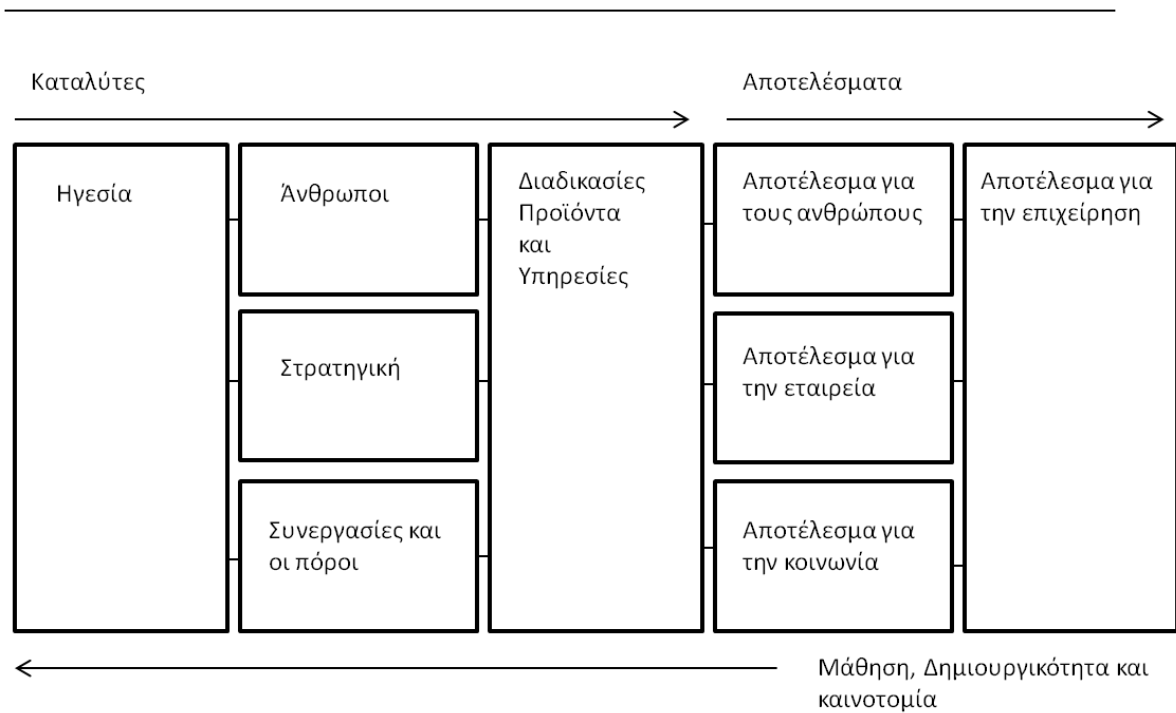 Καταλύτες
Αποτελέσματα
Ηγεσία
Άνθρωποι
Στρατηγική
Συνεργασίες και
οι πόροι
Διαδικασίες
Προϊόντα
και
Υπηρεσίες
Αποτέλεσμα για
τους ανθρώπους
Αποτέλεσμα για
την εταιρεία
Αποτέλεσμα για
την κοινωνία
Αποτέλεσμα για
την επιχείρηση
Μάθηση, Δημιουργικότητα και
καινοτομία